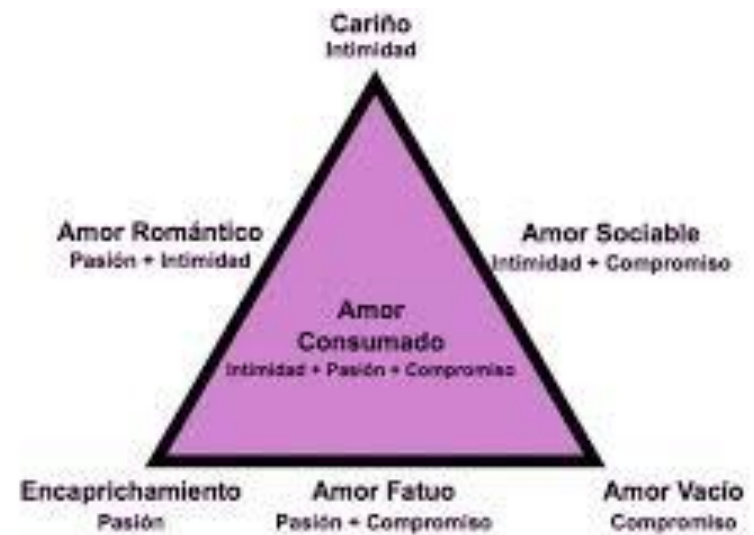 Cariño
Intimidad
Amor Romántico
Pasión + Intimidad
Amor Sociable
Intimidad + Compromiso
Amor
Consumado
Intimidad + Pasión + Compromiso
Encaprichamiento
Pasión
Amor Fatuo
Pasión + Compromiso
Amor Vacío
Compromiso